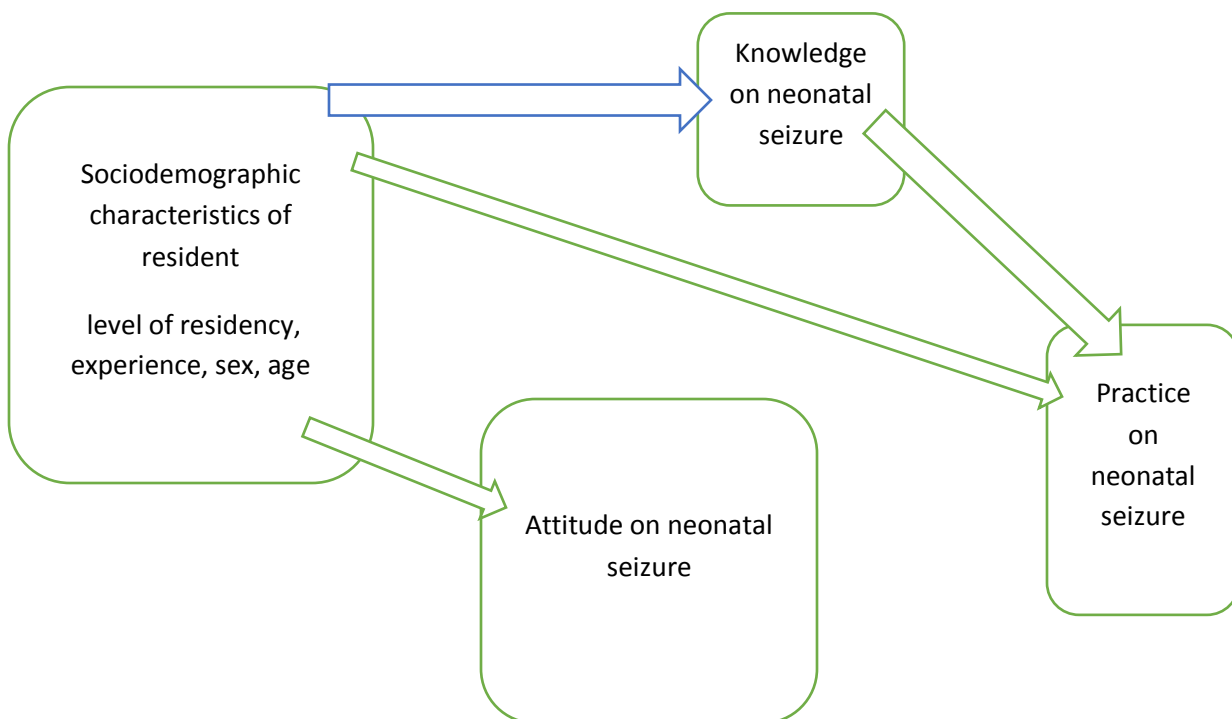 Knowledge
on neonatal
seizure
Sociodemographic
characteristics of
resident
level of residency,
experience, sex, age
Attitude on neonatal
seizure
Practice
on
neonatal
seizure